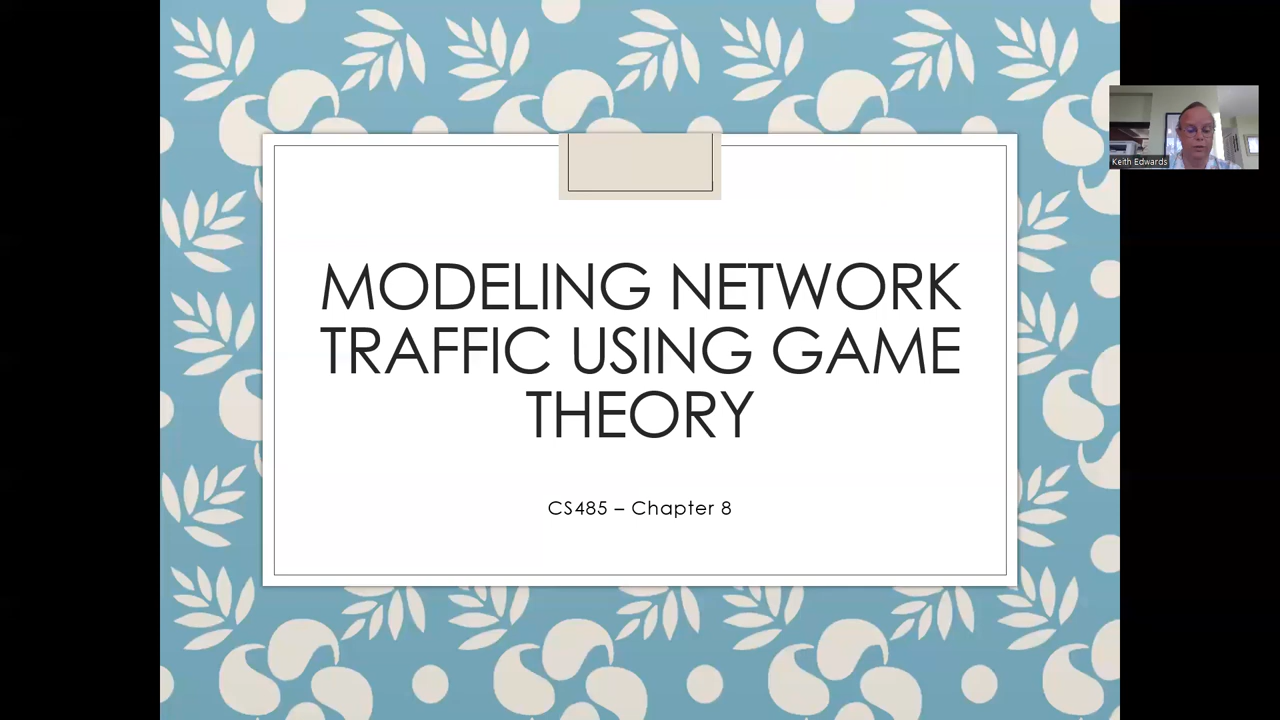 MODELING NETWORK
TRAFFIC USING GAME
THEORY
CS485 – Chapter 8
Keith Edwards